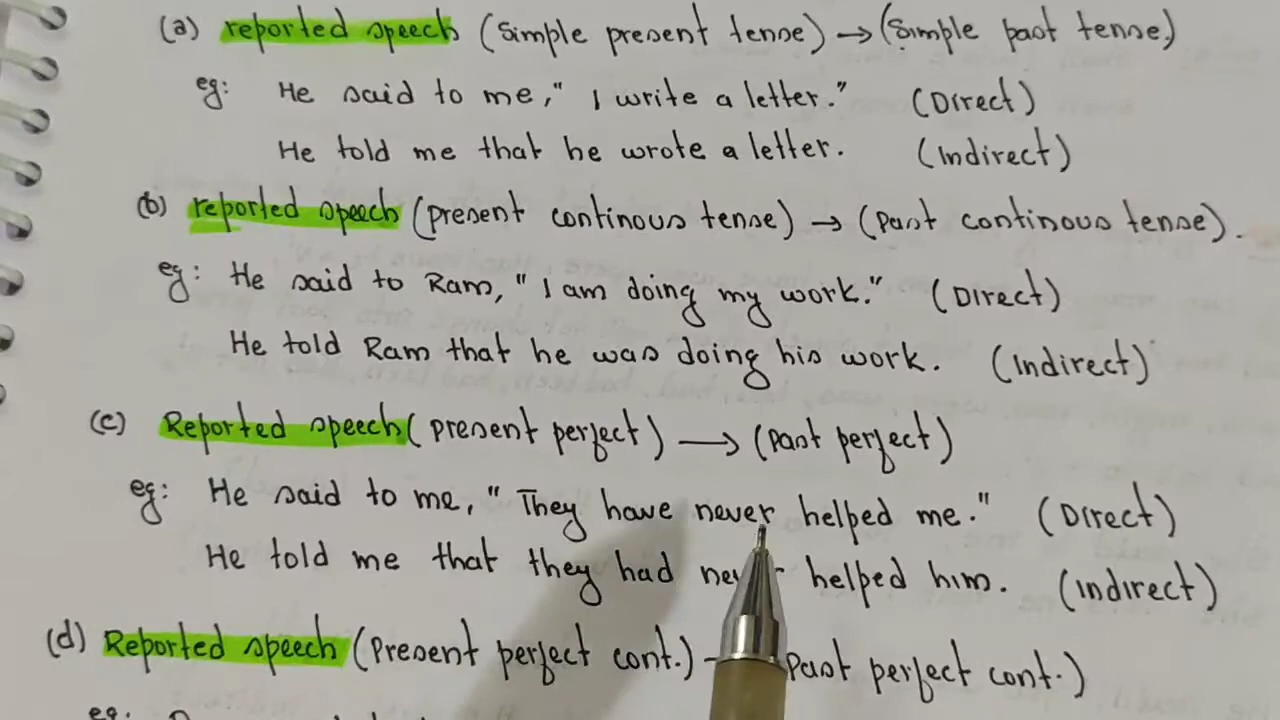 (a) reported speech (Simple present tense) → (Simple past tense)
eg: He said to me, "I write a letter." (Direct)
He told me that he wrote a letter. (Indirect)
(b) reported speech (present continous tense) → (Past continous tense).
eg: He said to Ram, "I am doing my work." (Direct)
He told Ram that he was doing his work. (Indirect)
(c) Reported speech (present perfect) → (Past perfect)
eg: He said to me, "They have never helped me." (Direct)
He told me that they had helped him. (Indirect)
(d) Reported speech (Present perfect cont.) Past perfect cont.)
eg.